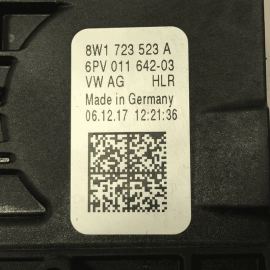 8W1 723 523 A
6PV 011 642-03
VW AG HLR
Made in Germany
06.12.17 12:21:36